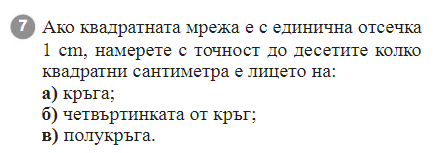 7 Ако квадратната мрежа е с единична отсечка
1 cm, намерете с точност до десетите колко
квадратни сантиметра е лицето на:
а) кръга;
б) четвъртинката от кръг;
в) полукръга.